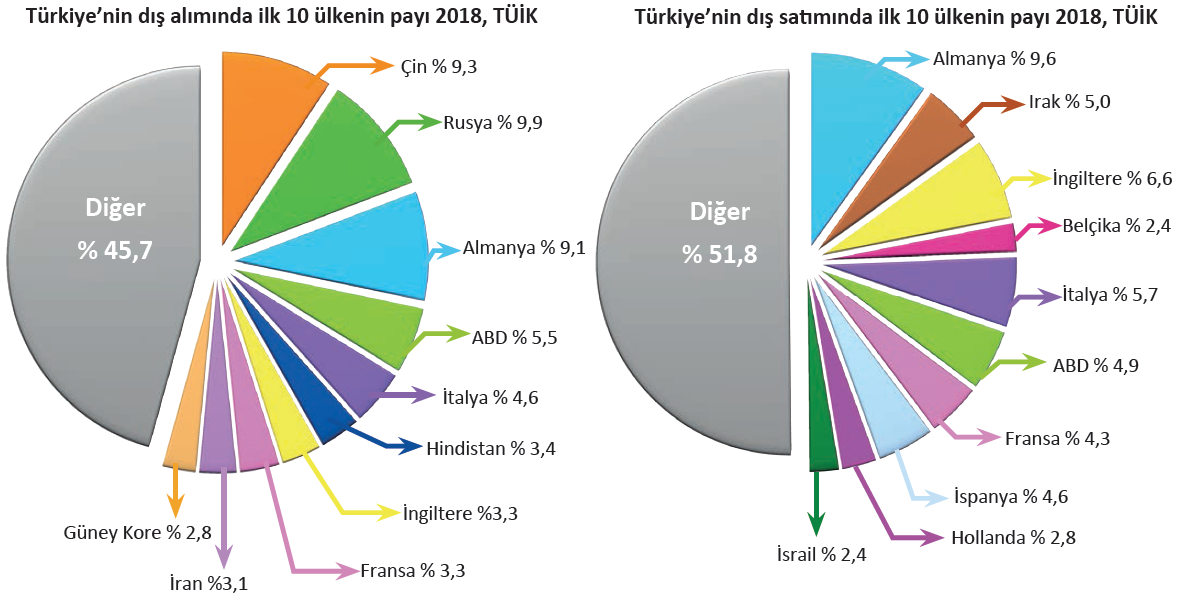 Türkiye’nin dış alımında ilk 10 ülkenin payı 2018, TÜİK
Çin % 9,3
Rusya % 9,9
Almanya % 9,1
ABD % 5,5
İtalya % 4,6
Hindistan % 3,4
İngiltere %3,3
Fransa % 3,3
İran %3,1
Güney Kore % 2,8
Diğer
% 45,7
Türkiye’nin dış satımında ilk 10 ülkenin payı 2018, TÜİK
Almanya % 9,6
Irak % 5,0
İngiltere % 6,6
Belçika % 2,4
İtalya % 5,7
ABD % 4,9
Fransa % 4,3
İspanya % 4,6
Hollanda % 2,8
İsrail % 2,4
Diğer
% 51,8